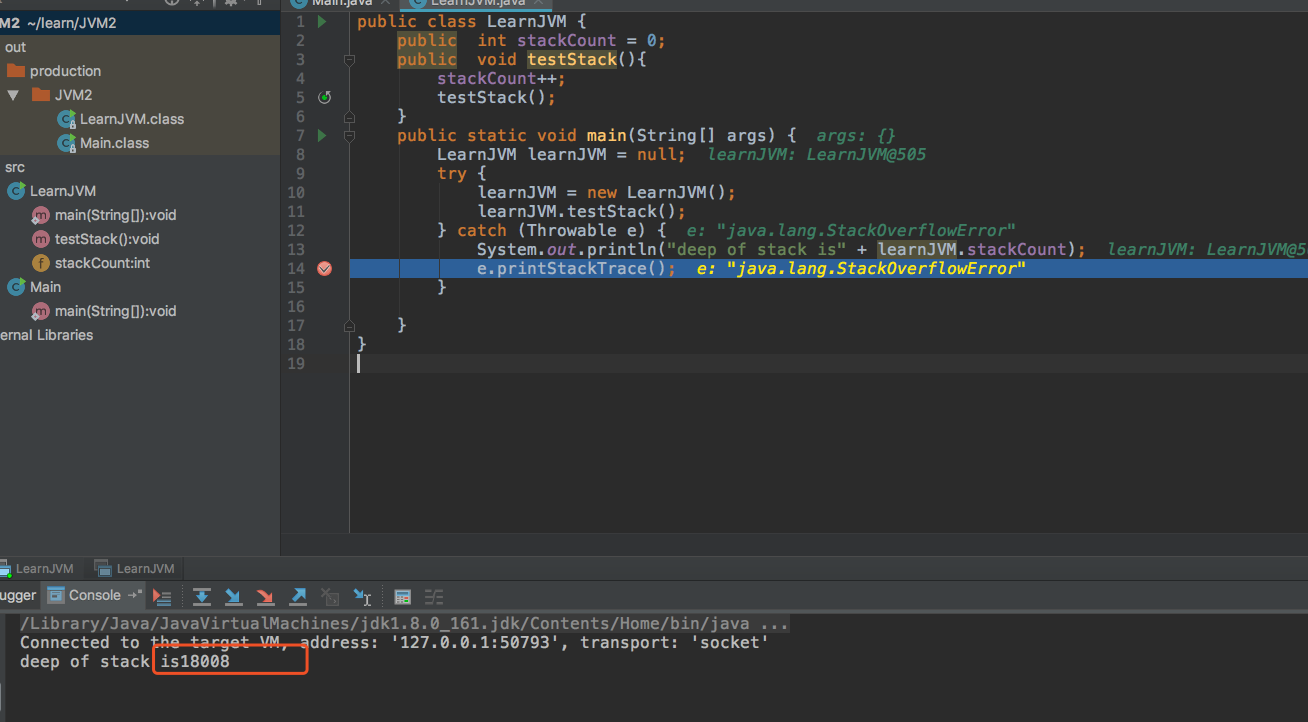 Main.java
LearnJVM.java
M2 ~/learn/JVM2
out
production
JVM2
LearnJVM.class
Main.class
src
LearnJVM
main(String[]):void
testStack():void
stackCount:int
Main
main(String[]):void
ernal Libraries
1 public class LearnJVM {
2 public int stackCount = 0;
3 public void testStack(){
4 stackCount++;
5 testStack();
6 }
7 public static void main(String[] args) { args: {}
8 LearnJVM learnJVM = null; learnJVM: LearnJVM@505
9 try {
10 learnJVM = new LearnJVM();
11 learnJVM.testStack();
12 } catch (Throwable e) { e: "java.lang.StackOverflowError"
13 System.out.println("deep of stack is" + learnJVM.stackCount); learnJVM: LearnJVM@5
14 e.printStackTrace(); e: "java.lang.StackOverflowError"
15 }
16
17 }
18 }
19
LearnJVM LearnJVM
ugger Console
/Library/Java/JavaVirtualMachines/jdk1.8.0_161.jdk/Contents/Home/bin/java ...
Connected to the target VM, address: '127.0.0.1:50793', transport: 'socket'
deep of stack is18008